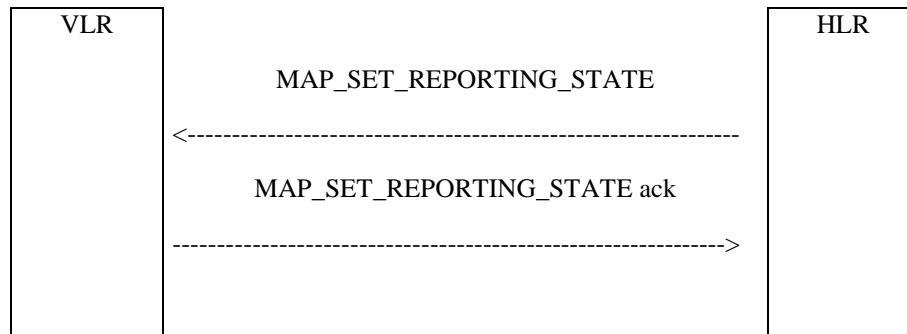 VLR HLR
MAP_SET_REPORTING_STATE
<---------------------------------------------------------------
MAP_SET_REPORTING_STATE ack
--------------------------------------------------------------->